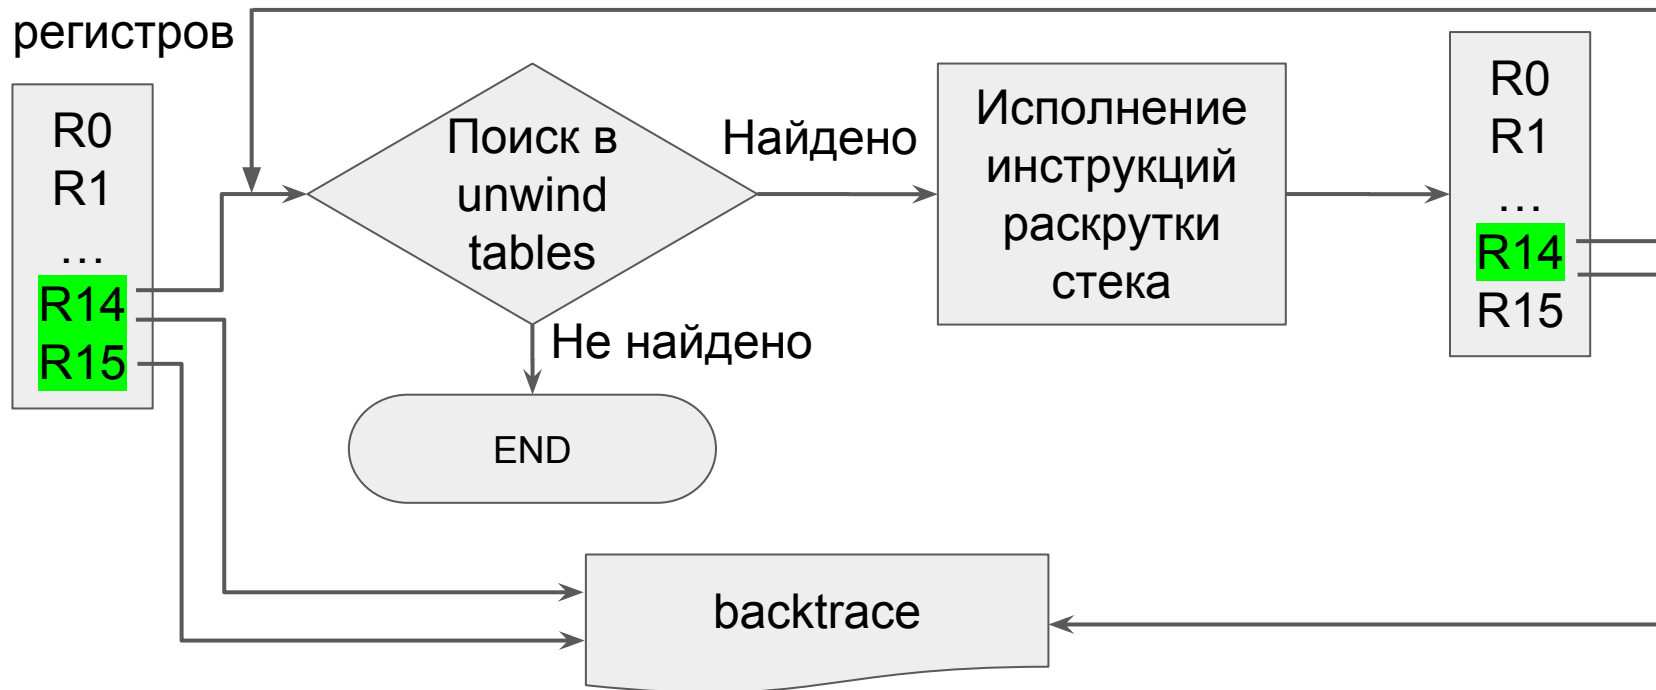 регистров
R0
R1
…
R14
R15
Поиск в
unwind
tables
Найдено
Не найдено
END
Исполнение
инструкций
раскрутки
стека
R0
R1
…
R14
R15
backtrace